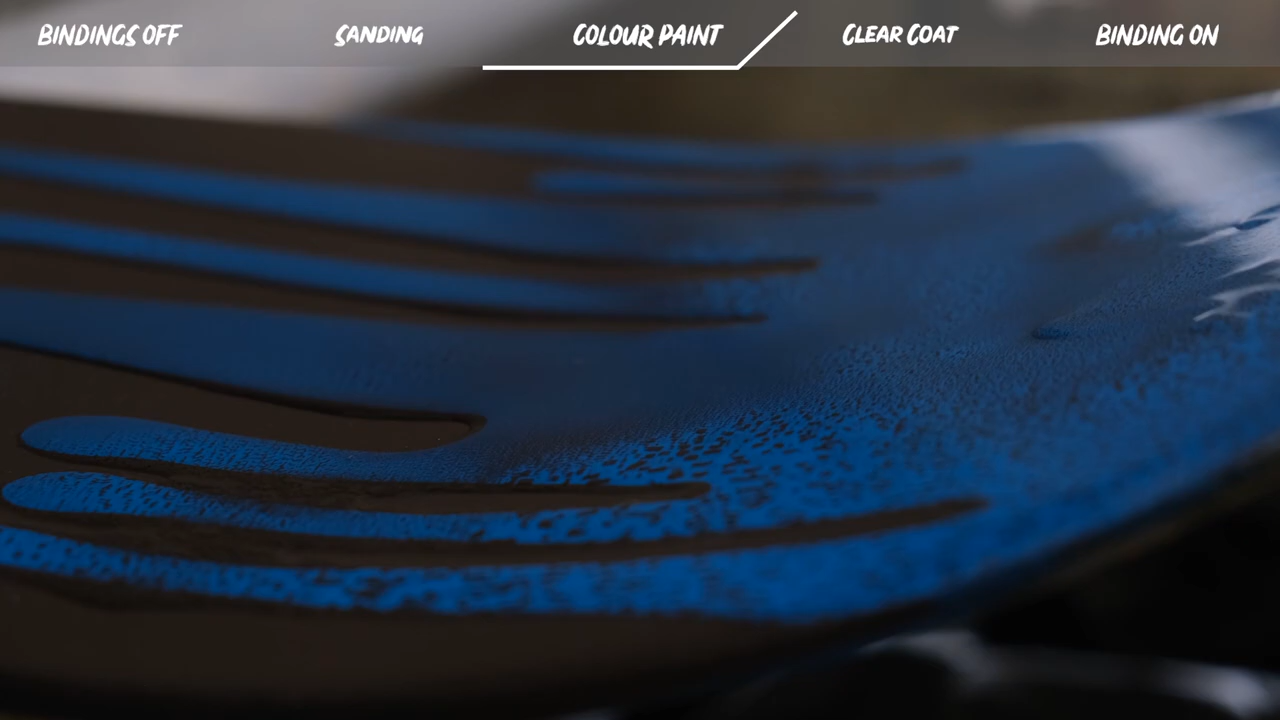 BINDINGS OFF
SANDING
COLOUR PAINT
CLEAR COAT
BINDING ON